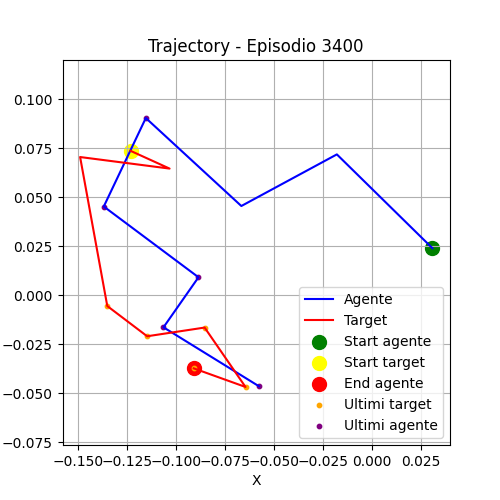 Trajectory - Episodio 3400
0.100
0.075
0.050
0.025
0.000
−0.025
−0.050
−0.075
−0.150 −0.125 −0.100 −0.075 −0.050 −0.025 0.000 0.025
X
Agente
Target
Start agente
Start target
End agente
Ultimi target
Ultimi agente